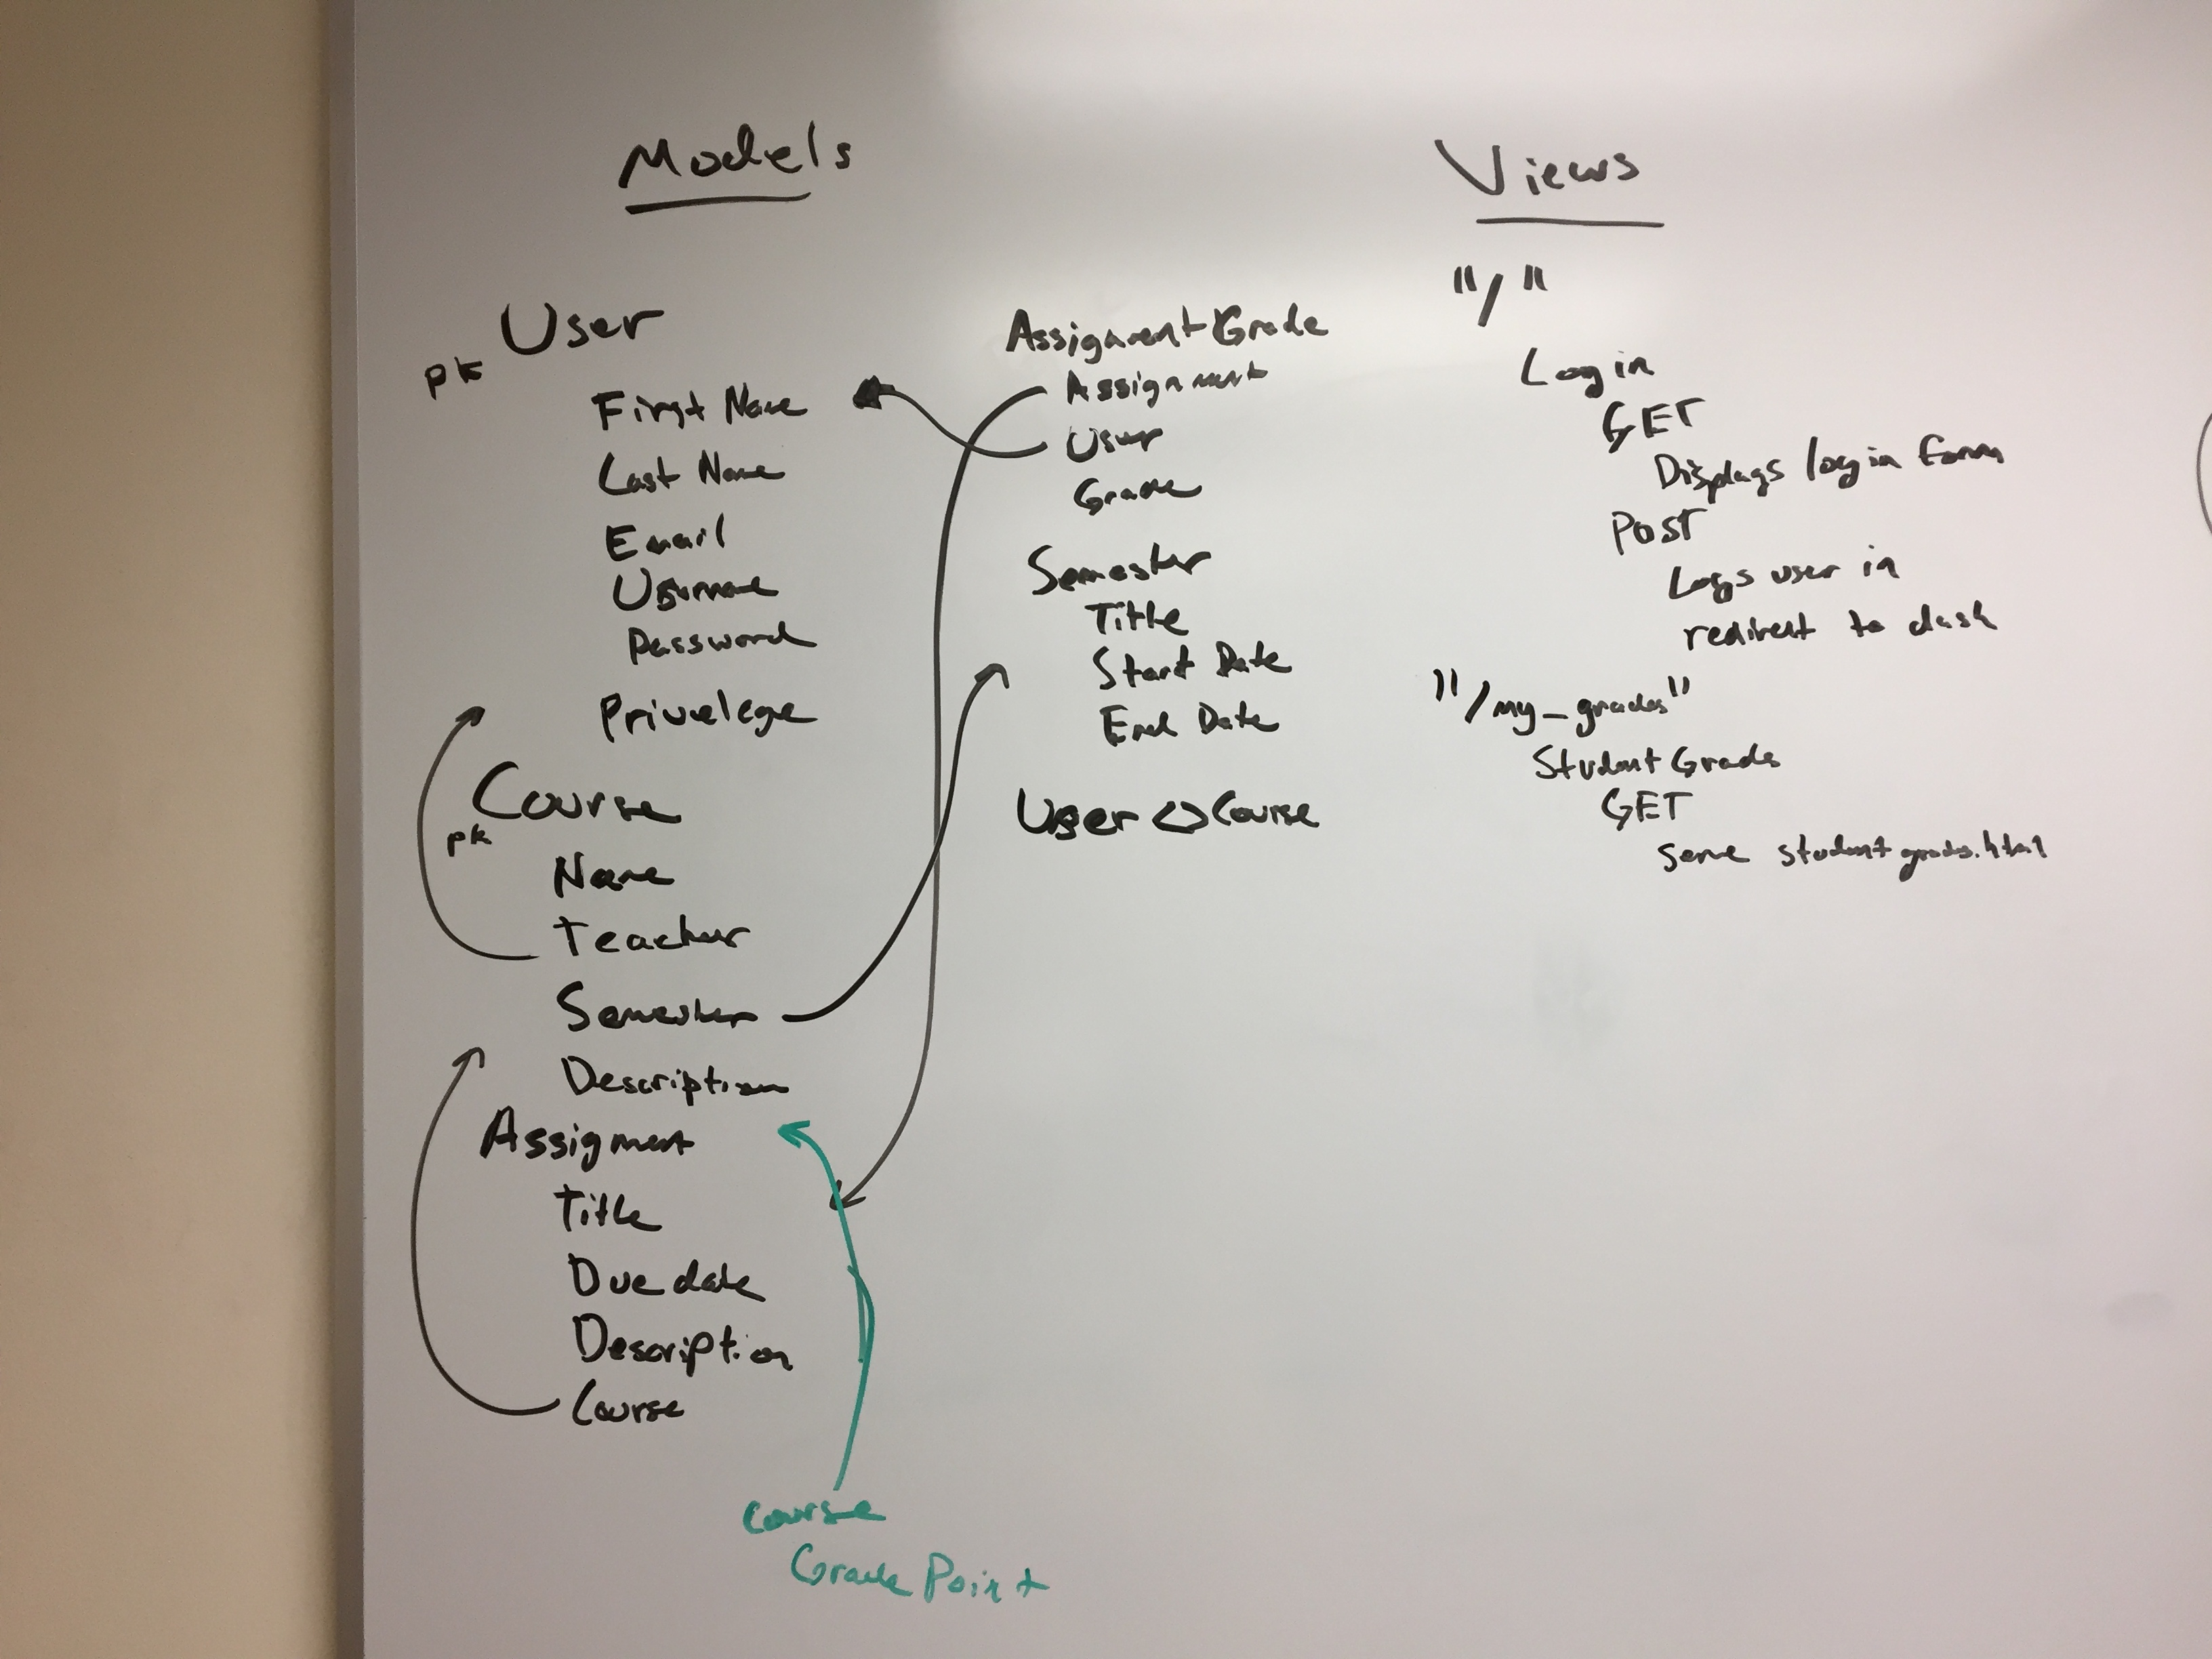 Models
User
pk
First Name
Last Name
Email
Username
Password
Privelege
Course
pk
Name
Teacher
Semester
Description
Assigment
Title
Due date
Description
Course
Course
Grade Point
Assignment Grade
Assignment
User
Grade
Semester
Title
Start Date
End Date
User <> Course
Views
"/"
Login
GET
Displays login form
POST
Logs user in
redirect to dash
"/my_grades"
Student Grades
GET
serve student grades.html